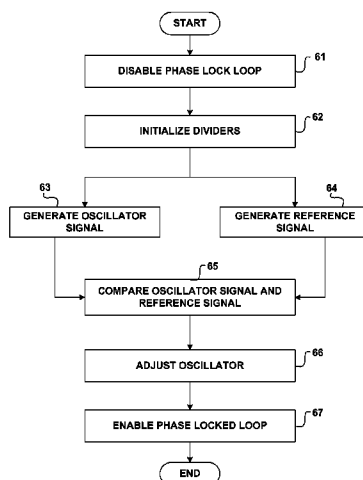 START
61
DISABLE PHASE LOCK LOOP
62
INITIALIZE DIVIDERS
63
64
GENERATE OSCILLATOR
SIGNAL
GENERATE REFERENCE
SIGNAL
65
COMPARE OSCILLATOR SIGNAL AND
REFERENCE SIGNAL
66
ADJUST OSCILLATOR
67
ENABLE PHASE LOCKED LOOP
END